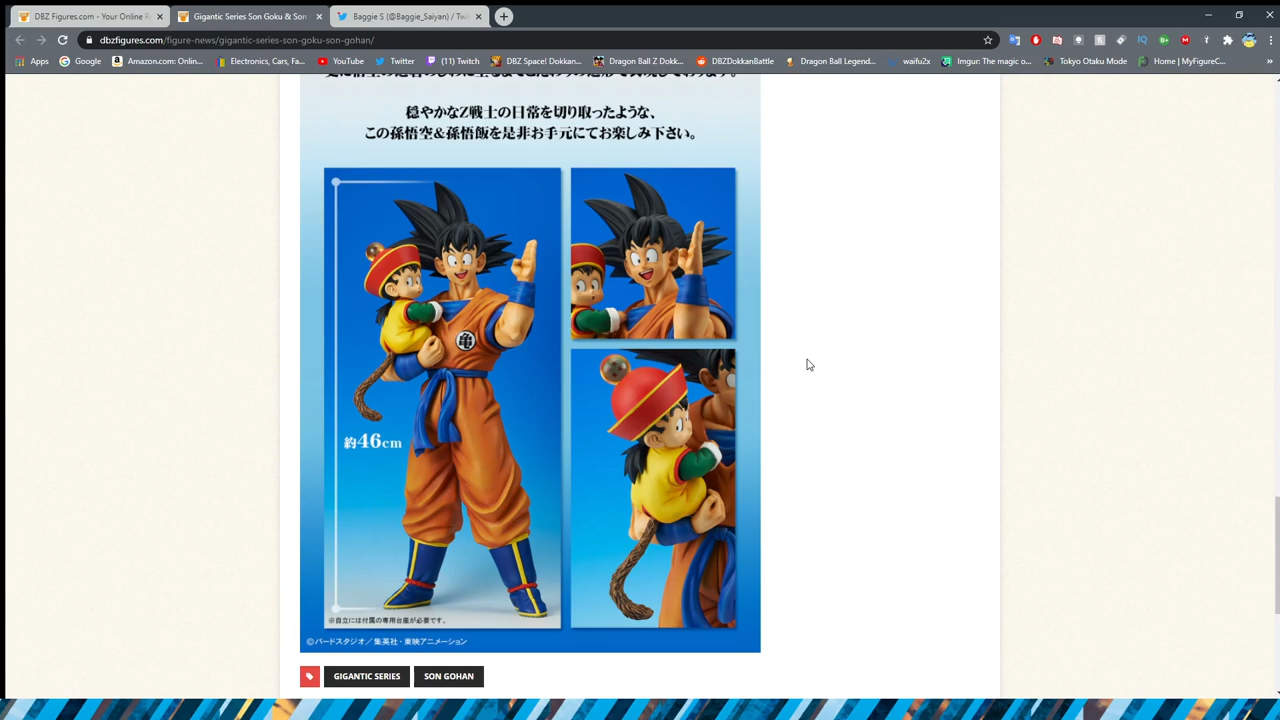 DBZ Figures.com - Your Online R
Gigantic Series Son Goku & Son
Baggie S (@Baggie_Saiyan) / Twi
dbzfigures.com/figure-news/gigantic-series-son-goku-son-gohan/
Apps
Google
Amazon.com: Onlin...
Electronics, Cars, Fa...
YouTube
Twitter
(11) Twitch
DBZ Space! Dokkan...
Dragon Ball Z Dokk...
DBZDokkanBattle
Dragon Ball Legend...
waifu2x
Imgur: The magic o...
Tokyo Otaku Mode
Home | MyFigureC...
穏やかなZ戦士の日常を切り取ったような、
この孫悟空&孫悟飯を是非お手元にてお楽しみ下さい。
亀
約46cm
※自立には付属の専用台座が必要です。
©バードスタジオ/集英社・東映アニメーション
GIGANTIC SERIES
SON GOHAN